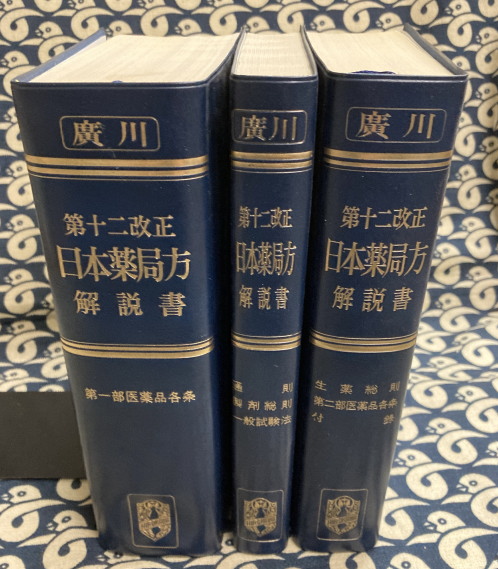 廣川
第十二改正
日本薬局方
解説書
第一部医薬品各条
廣川
第十二改正
日本薬局方
解説書
通則
製剤総則
一般試験法
廣川
第十二改正
日本薬局方
解説書
生薬総則
第二部医薬品各条
付録